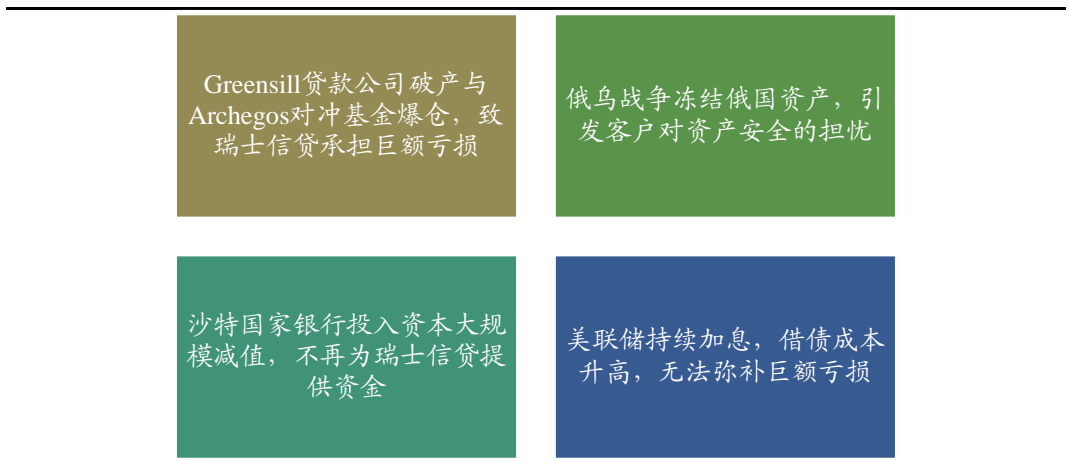 Greensill贷款公司破产与
Archegos对冲基金爆仓，致
瑞士信贷承担巨额亏损
俄乌战争冻结俄国资产，引
发客户对资产安全的担忧
沙特国家银行投入资本大规
模减值，不再为瑞士信贷提
供资金
美联储持续加息，借债成本
升高，无法弥补巨额亏损